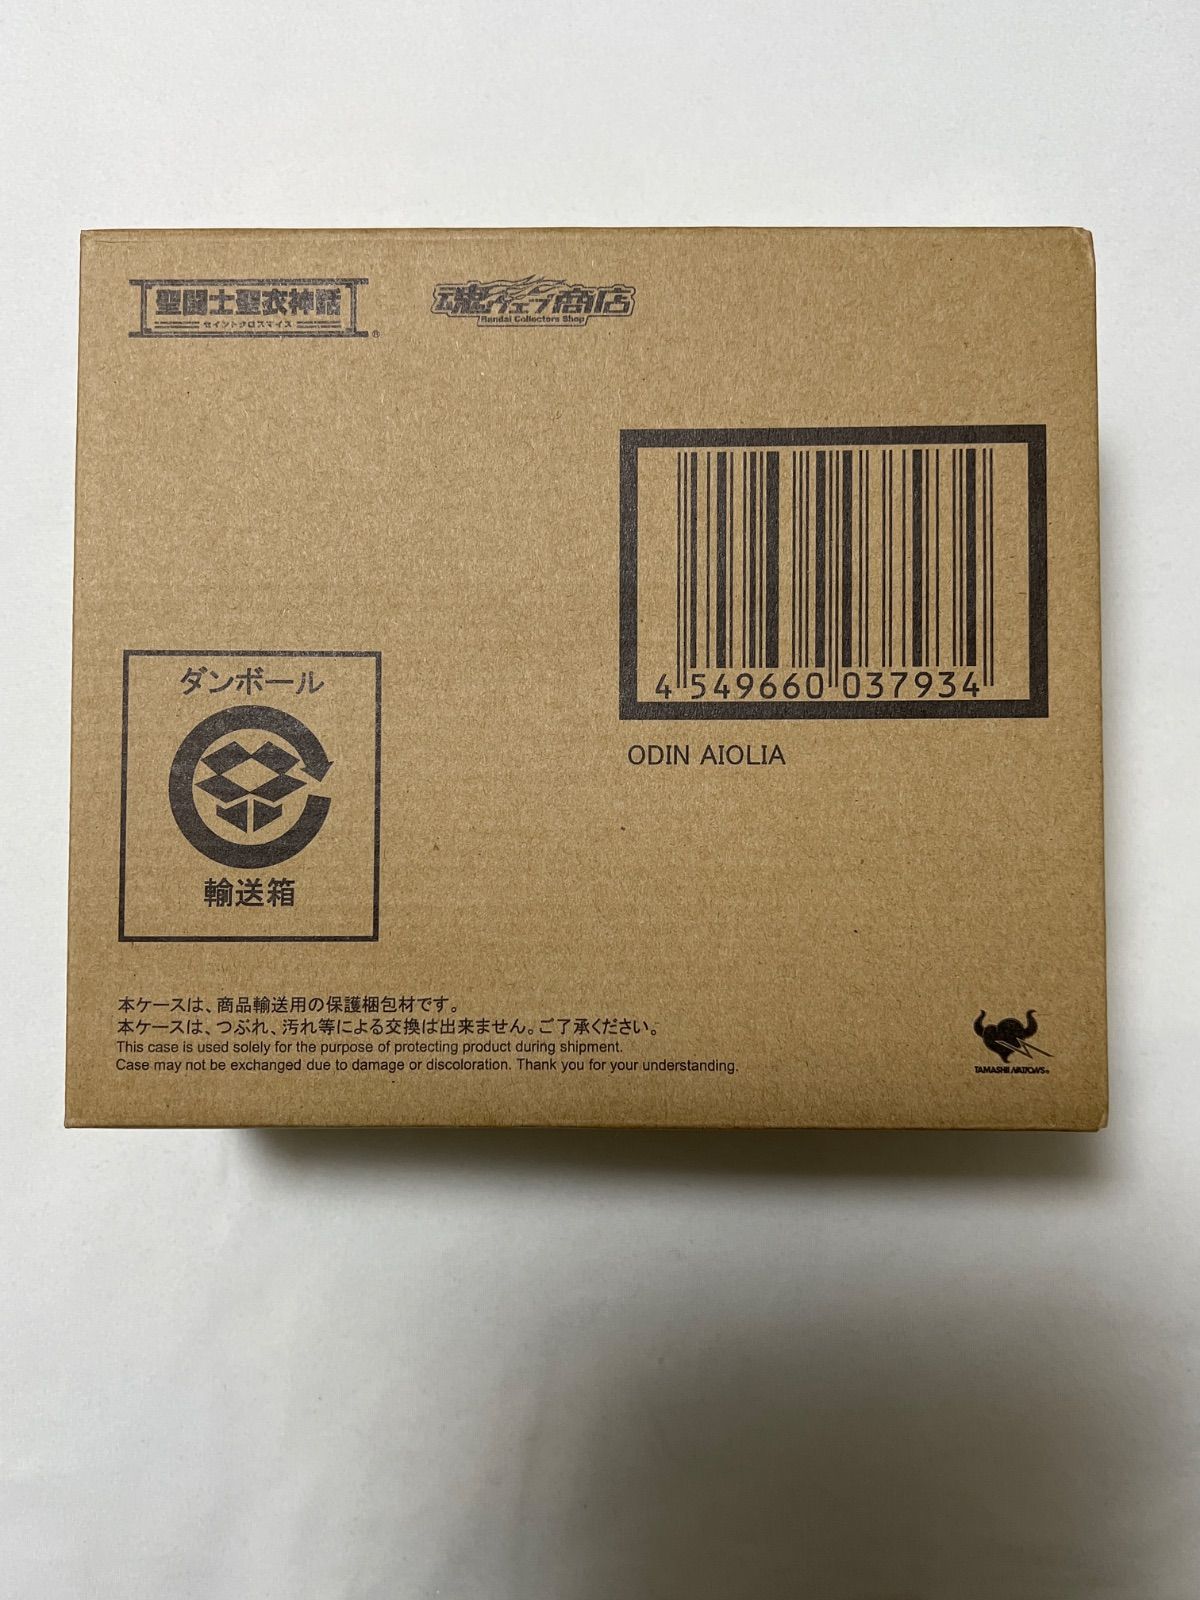 聖闘士聖衣神話
セイントクロスマイス
®
魂ウェブ商店
Bandai Collectors Shop
4 549660 037934
ODIN AIOLIA
ダンボール
輸送箱
本ケースは、商品輸送用の保護梱包材です。
本ケースは、つぶれ、汚れ等による交換は出来ません。ご了承ください。
This case is used solely for the purpose of protecting product during shipment.
Case may not be exchanged due to damage or discoloration. Thank you for your understanding.
TAMASHII NATIONS®